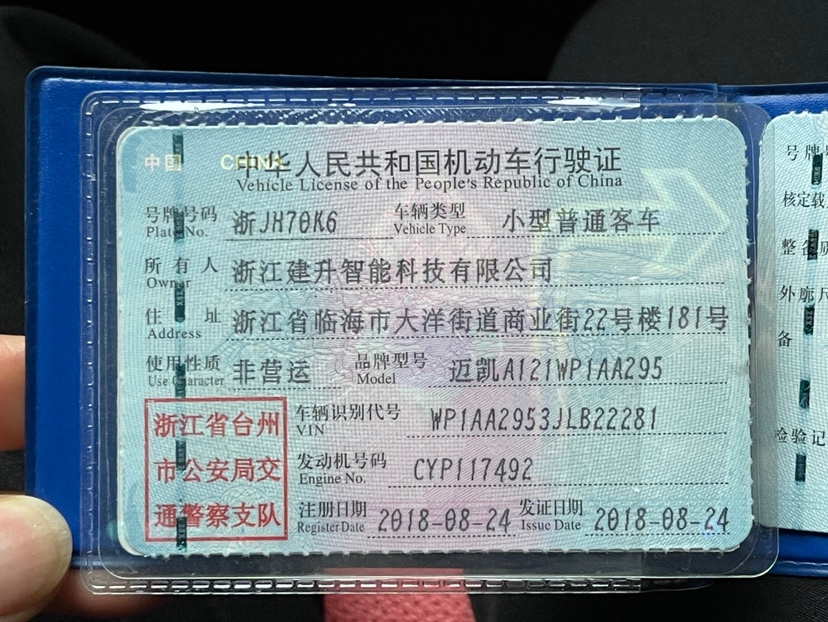 中国 CHINA
中华人民共和国机动车行驶证
Vehicle License of the People's Republic of China
号牌号码 浙JH70K6 车辆类型 小型普通客车
Plate No. Vehicle Type
所有人 浙江建升智能科技有限公司
Owner
住址 浙江省临海市大洋街道商业街22号楼181号
Address
使用性质 非营运 品牌型号 迈凯A121WP1AA295
Use Character Model
浙江省台州
市公安局交
通警察支队
车辆识别代号 WP1AA2953JLB22281
VIN
发动机号码 CYP117492
Engine No.
注册日期 2018-08-24 发证日期 2018-08-24
Register Date Issue Date
号牌
核定载
整备质
外廓尺
备
检验记